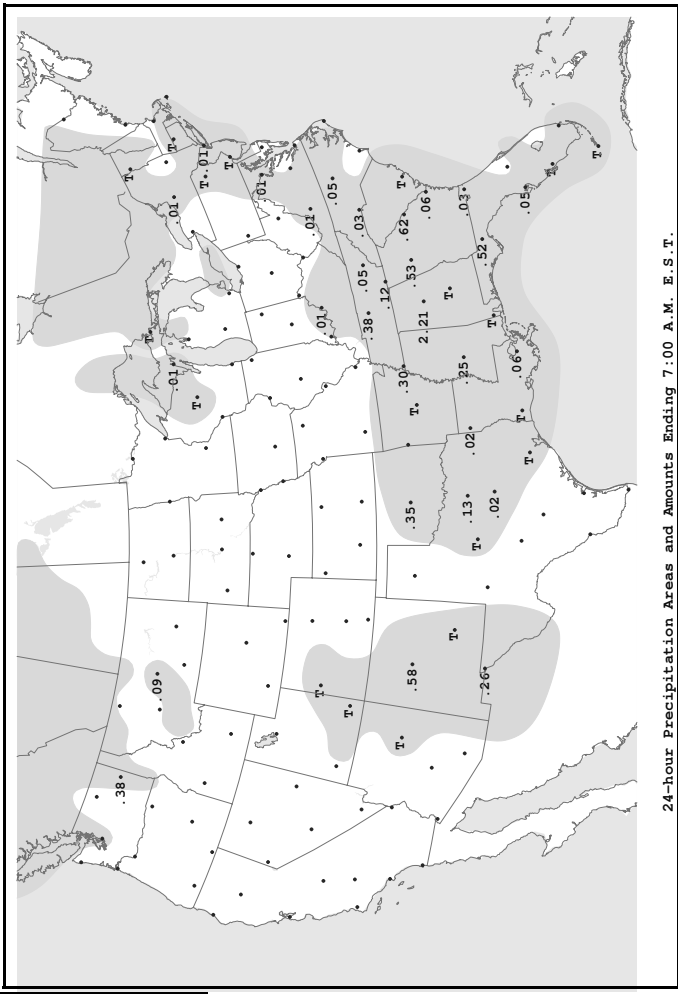 T
.38
T
.09
.01
.01
T
T
.01
T
T
.01
.01
T
.01
.05
T
.03
.05
.38
.12
T
.30
.62
T
.58
.35
T
.53
2.21
.06
T
T
.13
.25
.03
.02
T
.52
.26
T
.02
.06
T
.05
T
T
T
24-hour Precipitation Areas and Amounts Ending 7:00 A.M. E.S.T.